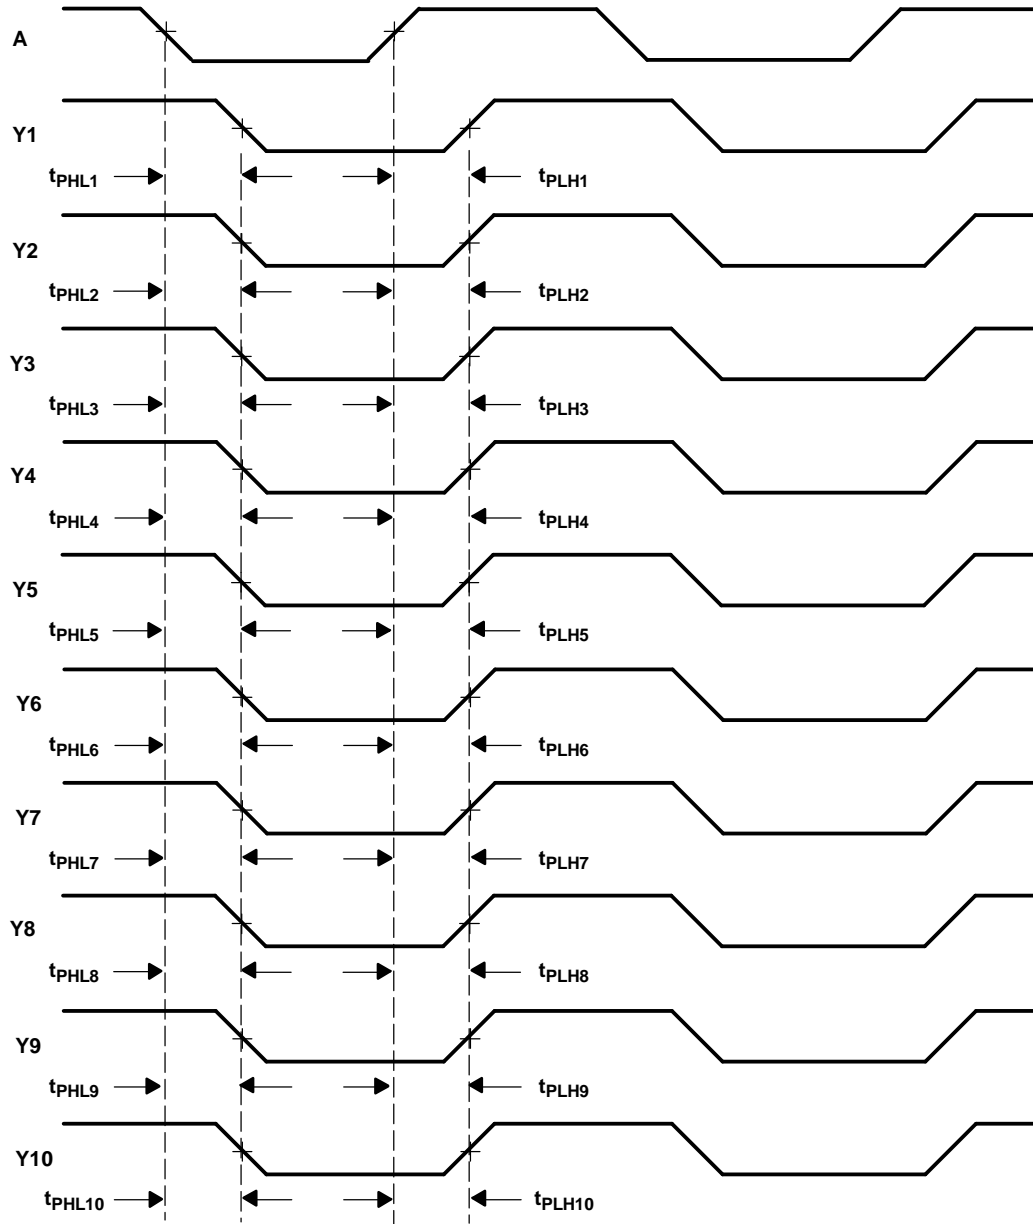 A
Y1
tPHL1 tPLH1
Y2
tPHL2 tPLH2
Y3
tPHL3 tPLH3
Y4
tPHL4 tPLH4
Y5
tPHL5 tPLH5
Y6
tPHL6 tPLH6
Y7
tPHL7 tPLH7
Y8
tPHL8 tPLH8
Y9
tPHL9 tPLH9
Y10
tPHL10 tPLH10